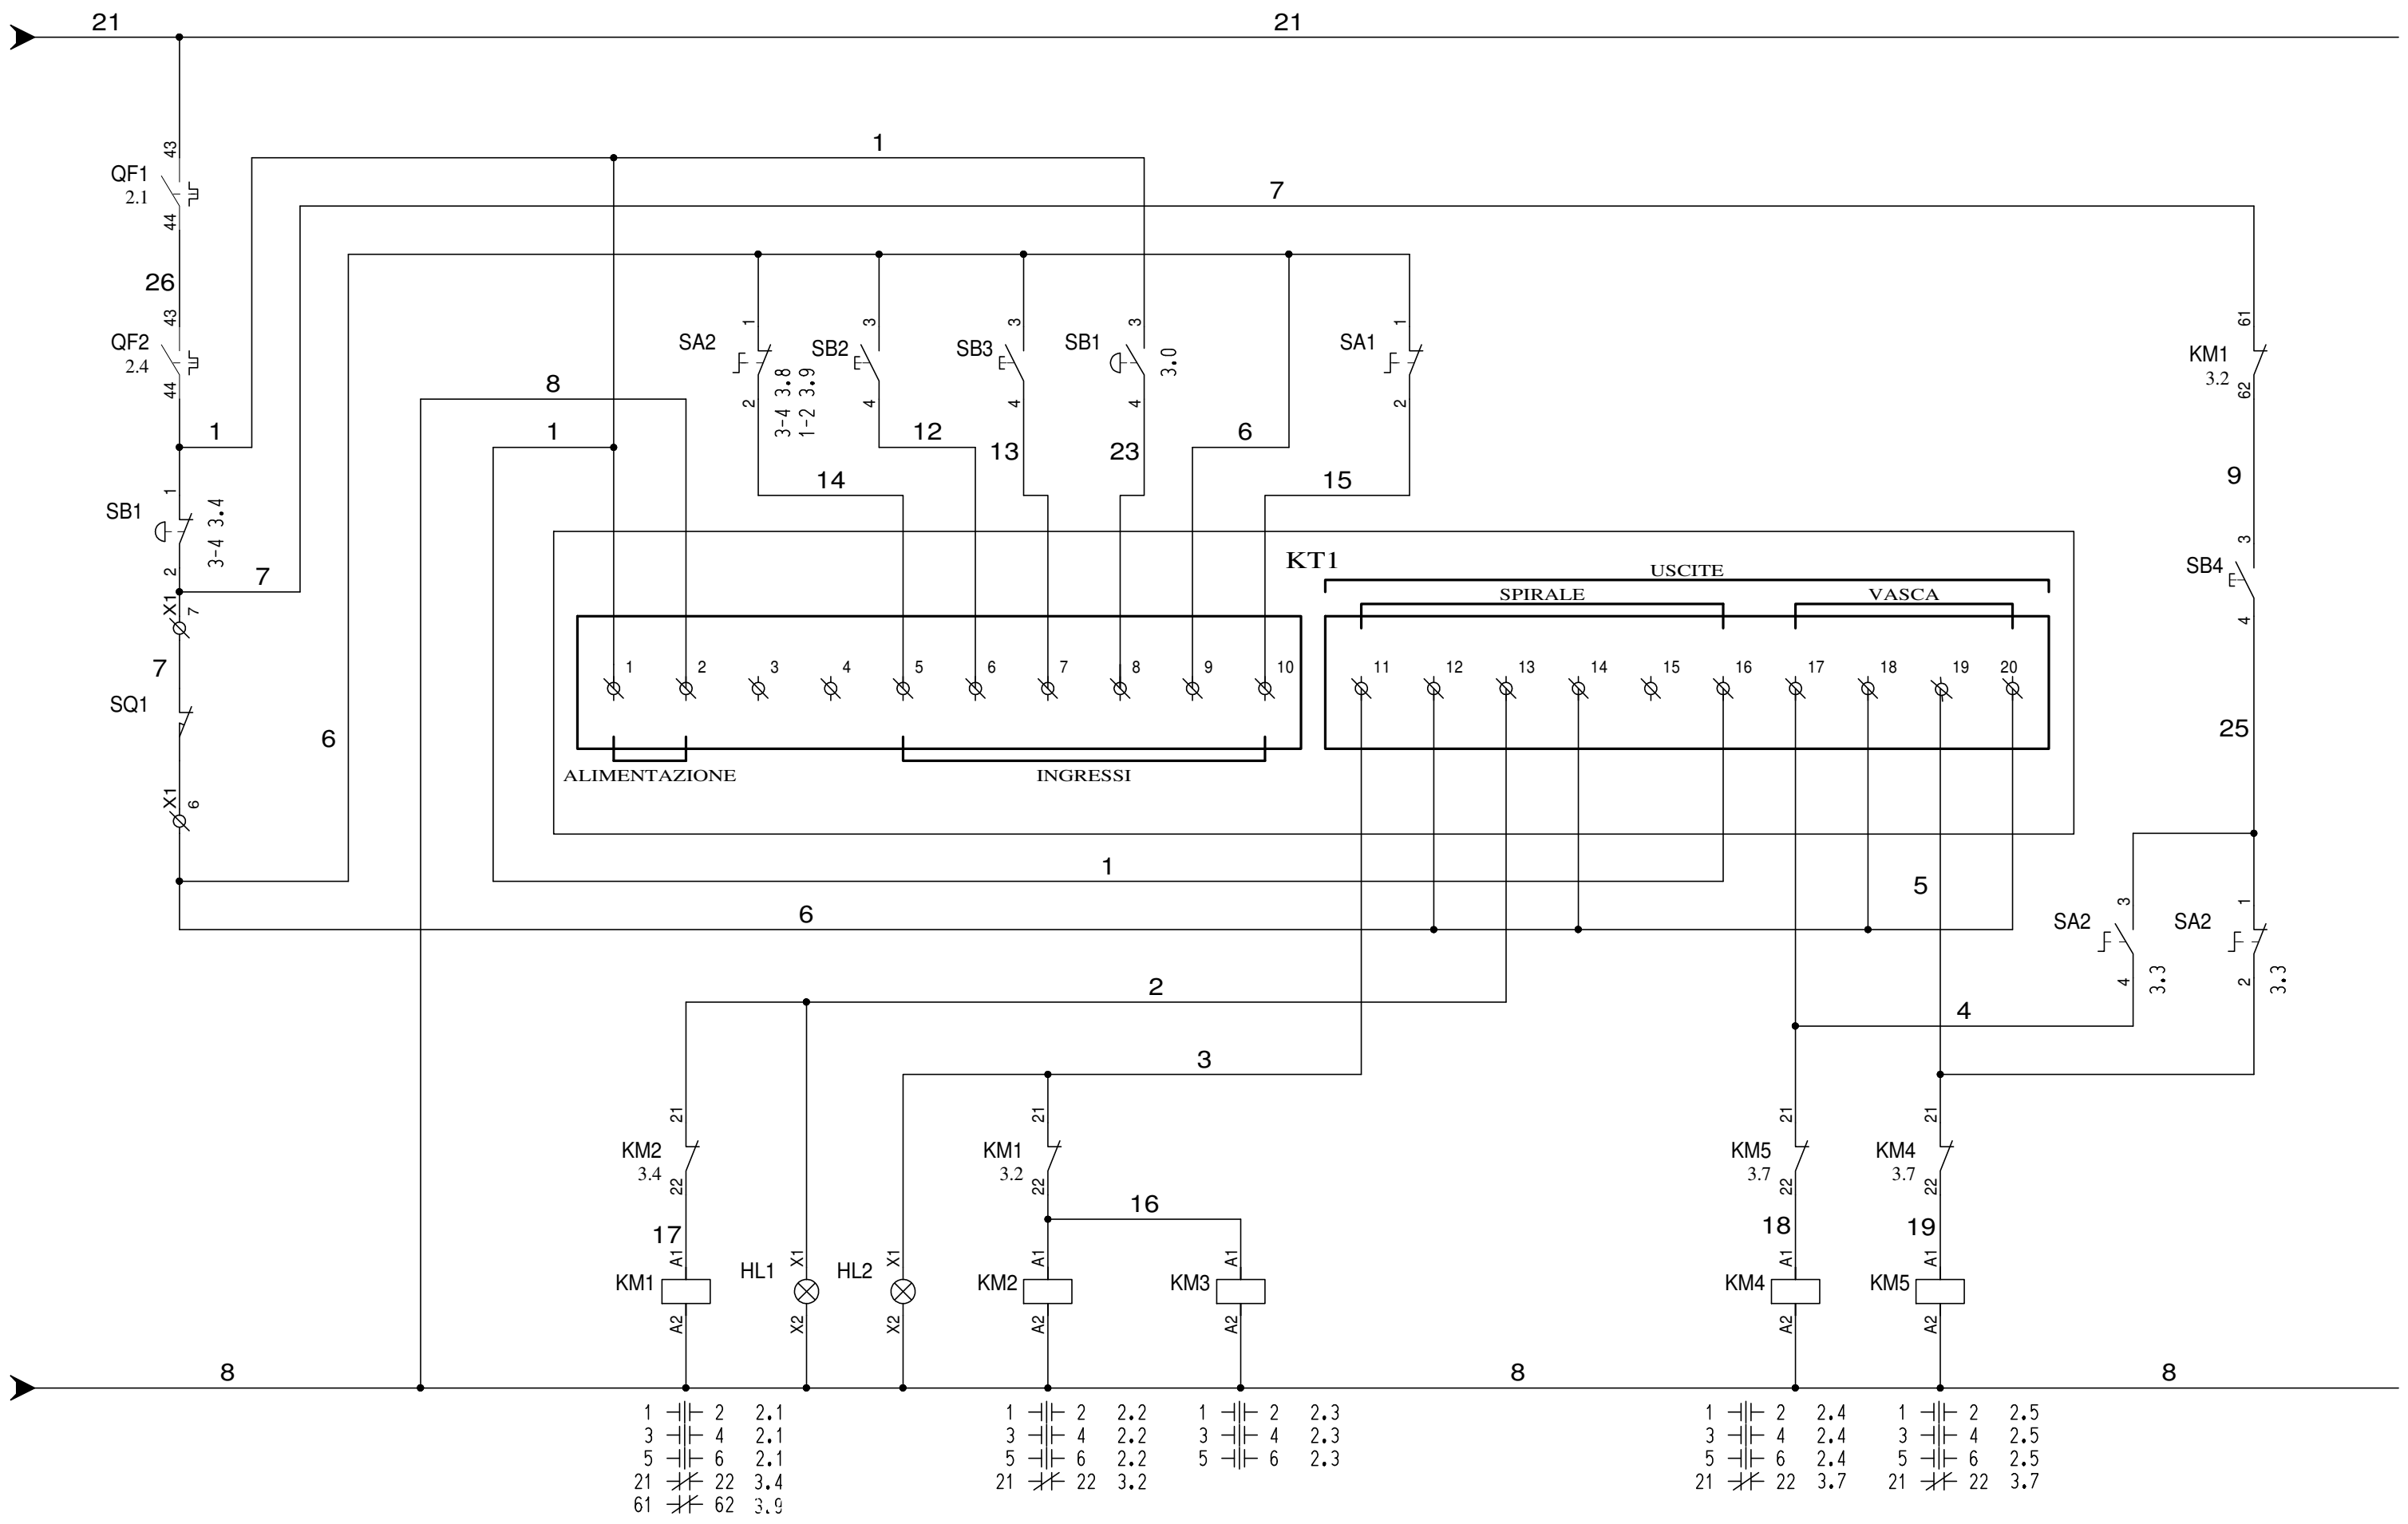 21 21
43
QF1
2.1
44
1
7
26
43
QF2
2.4
44
1
1
SB1
3-4 3.4
2
7
X1 7
7
SQ1
X1 6
6
8
1
1
SA2
2
3-4 3.8
1-2 3.9
14
3
SB2
4
12
3
SB3
4
13
3
SB1
3.0
4
23
6
1
SA1
2
15
61
KM1
3.2
62
9
3
SB4
4
25
KT1
USCITE
SPIRALE VASCA
1 2 3 4 5 6 7 8 9 10 11 12 13 14 15 16 17 18 19 20
ALIMENTAZIONE INGRESSI
1
6
5
3
SA2
4
3.3
1
SA2
2
3.3
2
4
3
21
KM2
3.4
22
17
A1
KM1
A2
X1
HL1
X2
X1
HL2
X2
21
KM1
3.2
22
16
A1
KM2
A2
A1
KM3
A2
21
KM5
3.7
22
18
A1
KM4
A2
21
KM4
3.7
22
19
A1
KM5
A2
8 8 8
1 2 2.1
3 4 2.1
5 6 2.1
21 22 3.4
61 62 3.9
1 2 2.2
3 4 2.2
5 6 2.2
21 22 3.2
1 2 2.3
3 4 2.3
5 6 2.3
1 2 2.4
3 4 2.4
5 6 2.4
21 22 3.7
1 2 2.5
3 4 2.5
5 6 2.5
21 22 3.7